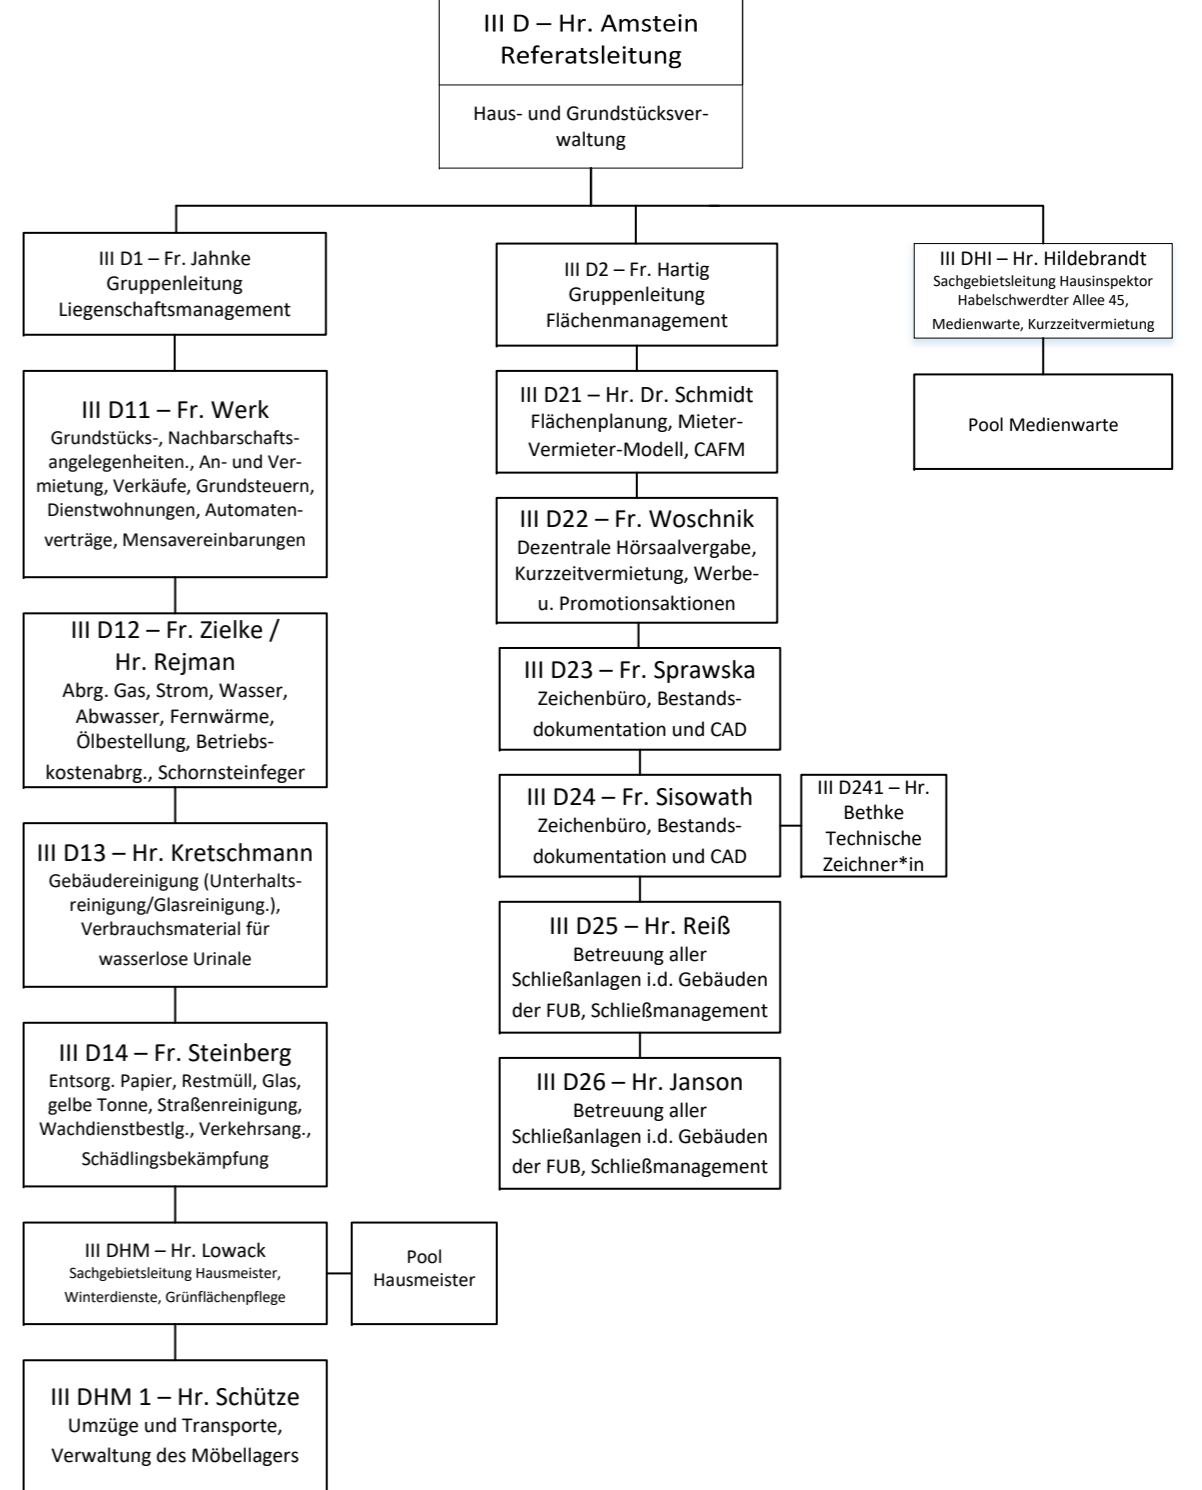 III D – Hr. Amstein
Referatsleitung
Haus- und Grundstücksver-
waltung
III D1 – Fr. Jahnke
Gruppenleitung
Liegenschaftsmanagement
III D11 – Fr. Werk
Grundstücks-, Nachbarschafts-
angelegenheiten., An- und Ver-
mietung, Verkäufe, Grundsteuern,
Dienstwohnungen, Automaten-
verträge, Mensavereinbarungen
III D12 – Fr. Zielke /
Hr. Rejman
Abrg. Gas, Strom, Wasser,
Abwasser, Fernwärme,
Ölbestellung, Betriebs-
kostenabrg., Schornsteinfeger
III D13 – Hr. Kretschmann
Gebäudereinigung (Unterhalts-
reinigung/Glasreinigung.),
Verbrauchsmaterial für
wasserlose Urinale
III D14 – Fr. Steinberg
Entsorg. Papier, Restmüll, Glas,
gelbe Tonne, Straßenreinigung,
Wachdienstbestlg., Verkehrsang.,
Schädlingsbekämpfung
III DHM – Hr. Lowack
Sachgebietsleitung Hausmeister,
Winterdienste, Grünflächenpflege
Pool
Hausmeister
III DHM 1 – Hr. Schütze
Umzüge und Transporte,
Verwaltung des Möbellagers
III D2 – Fr. Hartig
Gruppenleitung
Flächenmanagement
III D21 – Hr. Dr. Schmidt
Flächenplanung, Mieter-
Vermieter-Modell, CAFM
III D22 – Fr. Woschnik
Dezentrale Hörsaalvergabe,
Kurzzeitvermietung, Werbe-
u. Promotionsaktionen
III D23 – Fr. Sprawska
Zeichenbüro, Bestands-
dokumentation und CAD
III D24 – Fr. Sisowath
Zeichenbüro, Bestands-
dokumentation und CAD
III D241 – Hr.
Bethke
Technische
Zeichner*in
III D25 – Hr. Reiß
Betreuung aller
Schließanlagen i.d. Gebäuden
der FUB, Schließmanagement
III D26 – Hr. Janson
Betreuung aller
Schließanlagen i.d. Gebäuden
der FUB, Schließmanagement
III DHI – Hr. Hildebrandt
Sachgebietsleitung Hausinspektor
Habelschwerdter Allee 45,
Medienwarte, Kurzzeitvermietung
Pool Medienwarte